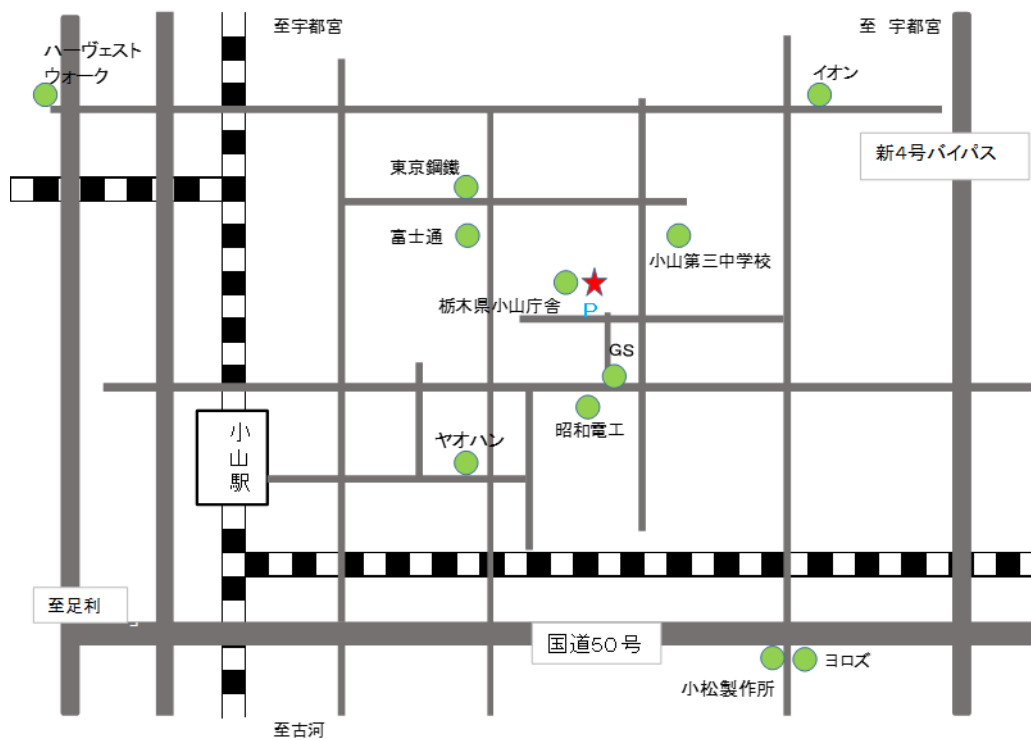 至宇都宮
至　宇都宮
ハーヴェスト
ウォーク
イオン
新4号バイパス
東京鋼鐵
富士通
小山第三中学校
栃木県小山庁舎
P
GS
昭和電工
ヤオハン
小山駅
至足利
国道50号
ヨロズ
小松製作所
至古河